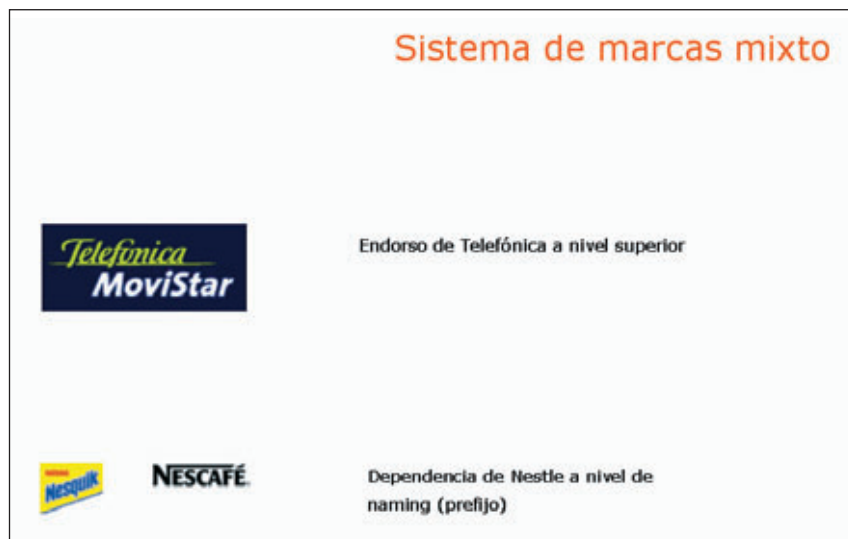 Sistema de marcas mixto
Telefónica
MoviStar
Endorso de Telefónica a nivel superior
Nesquik
NESCAFÉ.
Dependencia de Nestle a nivel de
naming (prefijo)